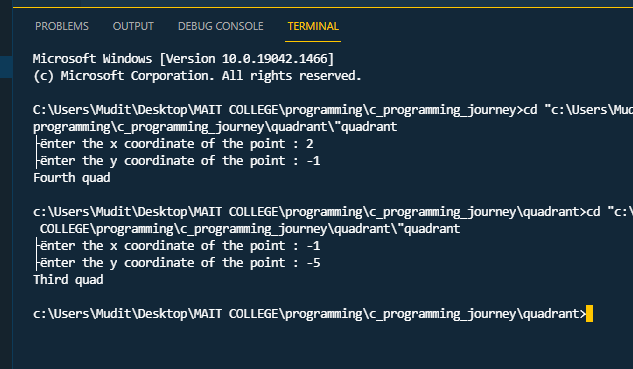 PROBLEMS OUTPUT DEBUG CONSOLE TERMINAL
Microsoft Windows [Version 10.0.19042.1466]
(c) Microsoft Corporation. All rights reserved.
C:\Users\Mudit\Desktop\MAIT COLLEGE\programming\c_programming_journey>cd "c:\Users\Mud
programming\c_programming_journey\quadrant\"quadrant
├ënter the x coordinate of the point : 2
├ënter the y coordinate of the point : -1
Fourth quad
c:\Users\Mudit\Desktop\MAIT COLLEGE\programming\c_programming_journey\quadrant>cd "c:\
COLLEGE\programming\c_programming_journey\quadrant\"quadrant
├ënter the x coordinate of the point : -1
├ënter the y coordinate of the point : -5
Third quad
c:\Users\Mudit\Desktop\MAIT COLLEGE\programming\c_programming_journey\quadrant>